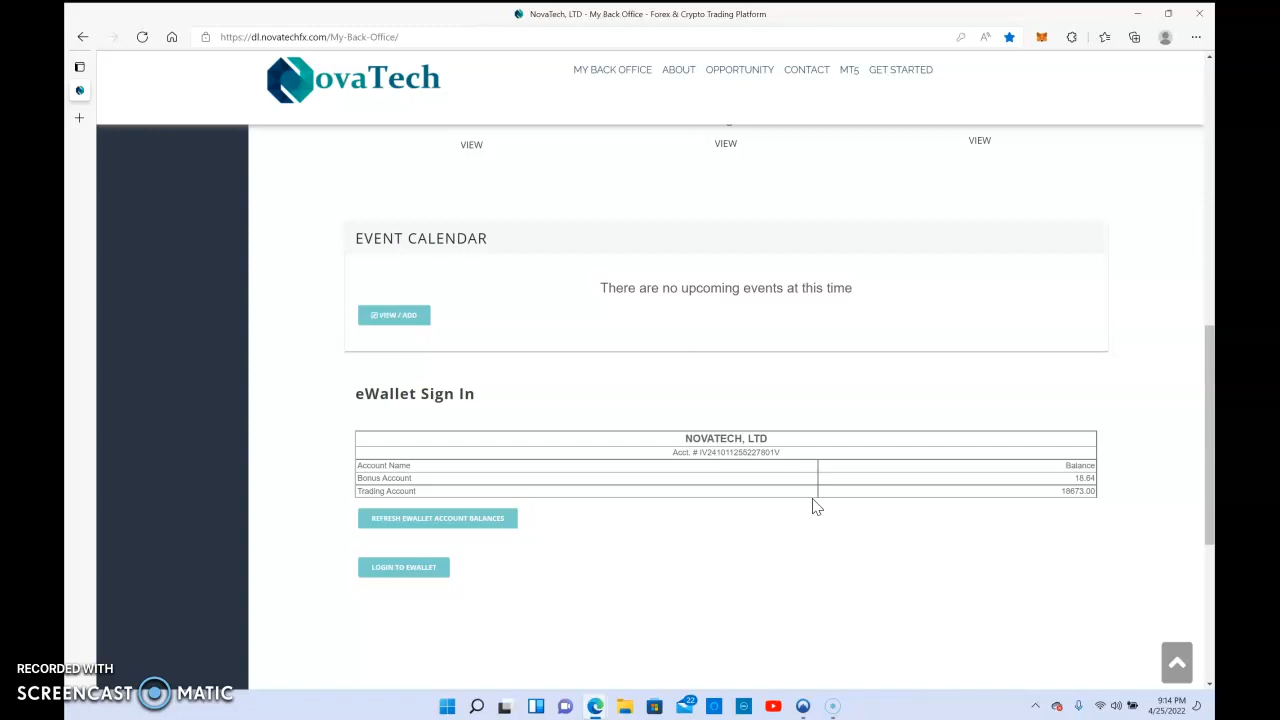 NovaTech, LTD - My Back Office - Forex & Crypto Trading Platform
https://dl.novatechfx.com/My-Back-Office/
NovaTech
MY BACK OFFICE ABOUT OPPORTUNITY CONTACT MT5 GET STARTED
VIEW VIEW VIEW
EVENT CALENDAR
There are no upcoming events at this time
VIEW / ADD
eWallet Sign In
NOVATECH, LTD
Acct. # IV241011255227801V
Account Name Balance
Bonus Account 18.64
Trading Account 18673.00
REFRESH EWALLET ACCOUNT BALANCES
LOGIN TO EWALLET
RECORDED WITH
SCREENCAST MATIC
22
9:14 PM
4/25/2022